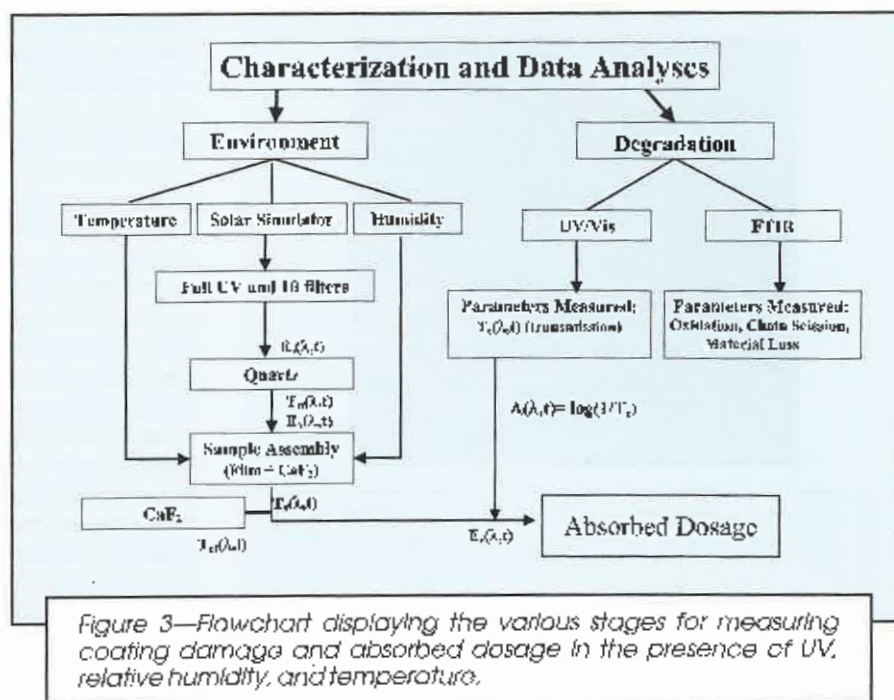 Characterization and Data Analyses
Environment
Degradation
Temperature
Solar Simulator
Humidity
UV/Vis
FTIR
Full UV and 10 filters
Parameters Measured:
(transmission)
Parameters Measured:
Oxidation, Chain Scission,
Material Loss
Quartz
A(λ,t)= log(1/T
Sample Assembly
(Film + CaF₂)
CaF₂
Absorbed Dosage
Figure 3—Flowchart displaying the various stages for measuring
coating damage and absorbed dosage in the presence of UV,
relative humidity, and temperature.